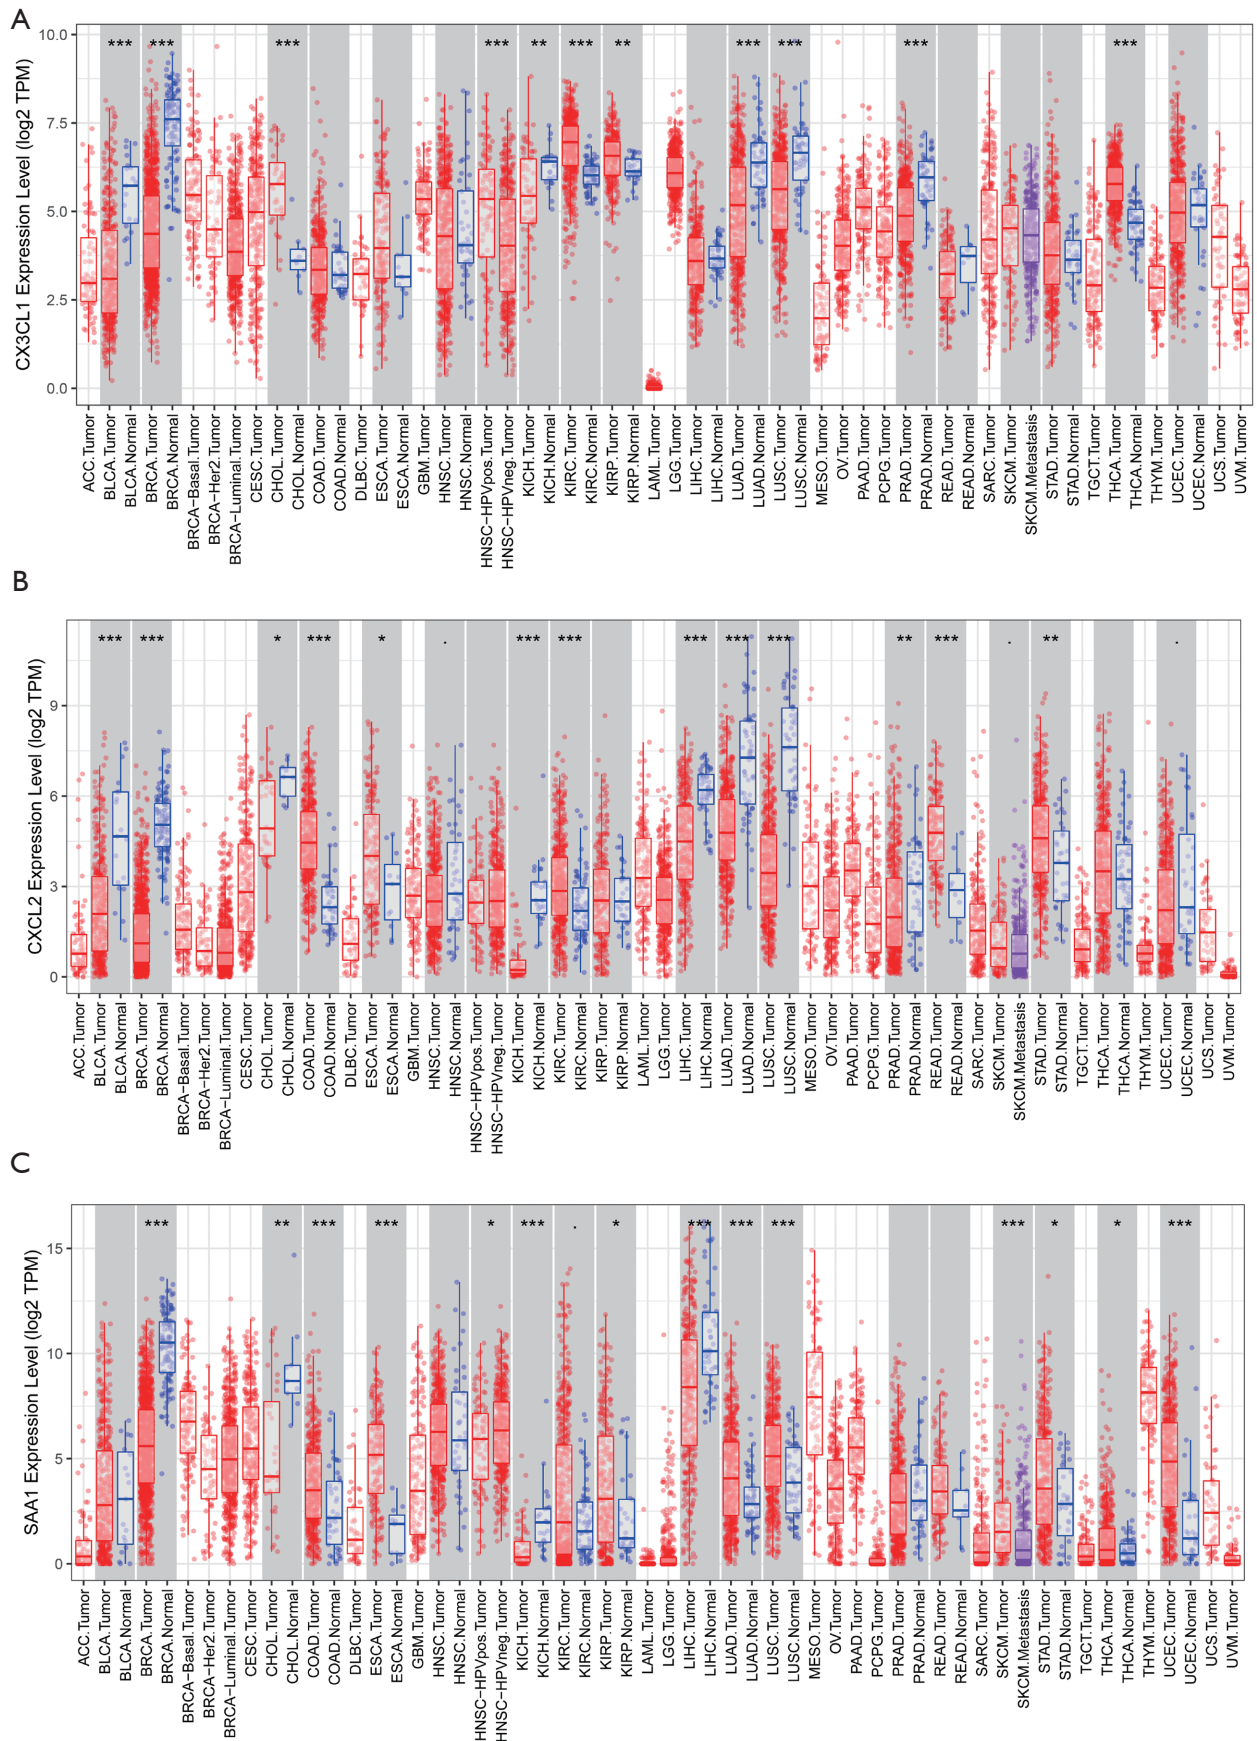 A
CX3CL1 Expression Level (log2 TPM)
10.0
7.5
5.0
2.5
0.0
*** *** *** *** ** *** ** *** *** *** ***
ACC.Tumor
BLCA.Tumor
BLCA.Normal
BRCA.Tumor
BRCA.Normal
BRCA−Basal.Tumor
BRCA−Her2.Tumor
BRCA−Luminal.Tumor
CESC.Tumor
CHOL.Tumor
CHOL.Normal
COAD.Tumor
COAD.Normal
DLBC.Tumor
ESCA.Tumor
ESCA.Normal
GBM.Tumor
HNSC.Tumor
HNSC.Normal
HNSC−HPVpos.Tumor
HNSC−HPVneg.Tumor
KICH.Tumor
KICH.Normal
KIRC.Tumor
KIRC.Normal
KIRP.Tumor
KIRP.Normal
LAML.Tumor
LGG.Tumor
LIHC.Tumor
LIHC.Normal
LUAD.Tumor
LUAD.Normal
LUSC.Tumor
LUSC.Normal
MESO.Tumor
OV.Tumor
PAAD.Tumor
PCPG.Tumor
PRAD.Tumor
PRAD.Normal
READ.Tumor
READ.Normal
SARC.Tumor
SKCM.Tumor
SKCM.Metastasis
STAD.Tumor
STAD.Normal
TGCT.Tumor
THCA.Tumor
THCA.Normal
THYM.Tumor
UCEC.Tumor
UCEC.Normal
UCS.Tumor
UVM.Tumor
B
CXCL2 Expression Level (log2 TPM)
9
6
3
0
*** *** * *** * . *** *** *** *** *** ** *** . ** .
ACC.Tumor
BLCA.Tumor
BLCA.Normal
BRCA.Tumor
BRCA.Normal
BRCA−Basal.Tumor
BRCA−Her2.Tumor
BRCA−Luminal.Tumor
CESC.Tumor
CHOL.Tumor
CHOL.Normal
COAD.Tumor
COAD.Normal
DLBC.Tumor
ESCA.Tumor
ESCA.Normal
GBM.Tumor
HNSC.Tumor
HNSC.Normal
HNSC−HPVpos.Tumor
HNSC−HPVneg.Tumor
KICH.Tumor
KICH.Normal
KIRC.Tumor
KIRC.Normal
KIRP.Tumor
KIRP.Normal
LAML.Tumor
LGG.Tumor
LIHC.Tumor
LIHC.Normal
LUAD.Tumor
LUAD.Normal
LUSC.Tumor
LUSC.Normal
MESO.Tumor
OV.Tumor
PAAD.Tumor
PCPG.Tumor
PRAD.Tumor
PRAD.Normal
READ.Tumor
READ.Normal
SARC.Tumor
SKCM.Tumor
SKCM.Metastasis
STAD.Tumor
STAD.Normal
TGCT.Tumor
THCA.Tumor
THCA.Normal
THYM.Tumor
UCEC.Tumor
UCEC.Normal
UCS.Tumor
UVM.Tumor
C
SAA1 Expression Level (log2 TPM)
15
10
5
0
*** ** *** *** * *** . * *** *** *** *** * * ***
ACC.Tumor
BLCA.Tumor
BLCA.Normal
BRCA.Tumor
BRCA.Normal
BRCA−Basal.Tumor
BRCA−Her2.Tumor
BRCA−Luminal.Tumor
CESC.Tumor
CHOL.Tumor
CHOL.Normal
COAD.Tumor
COAD.Normal
DLBC.Tumor
ESCA.Tumor
ESCA.Normal
GBM.Tumor
HNSC.Tumor
HNSC.Normal
HNSC−HPVpos.Tumor
HNSC−HPVneg.Tumor
KICH.Tumor
KICH.Normal
KIRC.Tumor
KIRC.Normal
KIRP.Tumor
KIRP.Normal
LAML.Tumor
LGG.Tumor
LIHC.Tumor
LIHC.Normal
LUAD.Tumor
LUAD.Normal
LUSC.Tumor
LUSC.Normal
MESO.Tumor
OV.Tumor
PAAD.Tumor
PCPG.Tumor
PRAD.Tumor
PRAD.Normal
READ.Tumor
READ.Normal
SARC.Tumor
SKCM.Tumor
SKCM.Metastasis
STAD.Tumor
STAD.Normal
TGCT.Tumor
THCA.Tumor
THCA.Normal
THYM.Tumor
UCEC.Tumor
UCEC.Normal
UCS.Tumor
UVM.Tumor